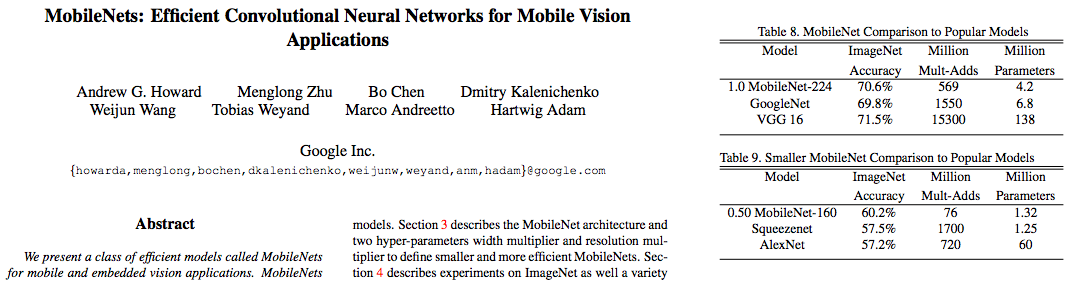 MobileNets: Efficient Convolutional Neural Networks for Mobile Vision
Applications
Andrew G. Howard Menglong Zhu Bo Chen Dmitry Kalenichenko
Weijun Wang Tobias Weyand Marco Andreetto Hartwig Adam
Google Inc.
{howarda,menglong,bochen,dkalenichenko,weijunw,weyand,anm,hadam}@google.com
Abstract
We present a class of efficient models called MobileNets
for mobile and embedded vision applications. MobileNets
models. Section 3 describes the MobileNet architecture and
two hyper-parameters width multiplier and resolution mul-
tiplier to define smaller and more efficient MobileNets. Sec-
tion 4 describes experiments on ImageNet as well a variety
Table 8. MobileNet Comparison to Popular Models
Model ImageNet Million Million
Accuracy Mult-Adds Parameters
1.0 MobileNet-224 70.6% 569 4.2
GoogleNet 69.8% 1550 6.8
VGG 16 71.5% 15300 138
Table 9. Smaller MobileNet Comparison to Popular Models
Model ImageNet Million Million
Accuracy Mult-Adds Parameters
0.50 MobileNet-160 60.2% 76 1.32
Squeezenet 57.5% 1700 1.25
AlexNet 57.2% 720 60